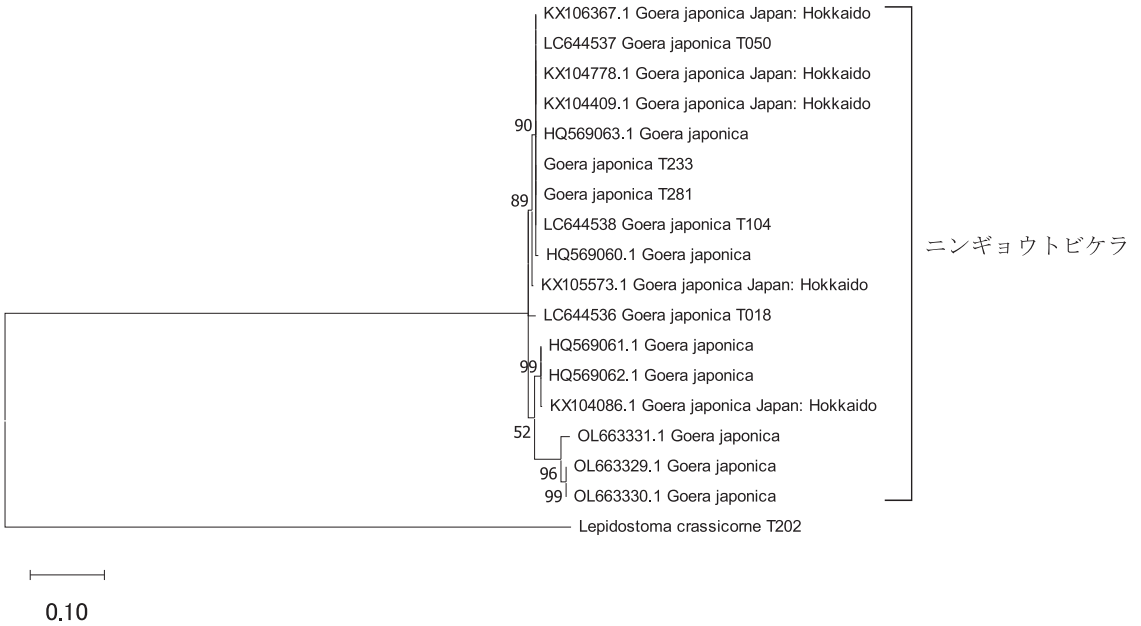 KX106367.1 Goera japonica Japan: Hokkaido
LC644537 Goera japonica T050
KX104778.1 Goera japonica Japan: Hokkaido
KX104409.1 Goera japonica Japan: Hokkaido
90
HQ569063.1 Goera japonica
Goera japonica T233
Goera japonica T281
89
LC644538 Goera japonica T104
HQ569060.1 Goera japonica
ニンギョウトビケラ
KX105573.1 Goera japonica Japan: Hokkaido
LC644536 Goera japonica T018
HQ569061.1 Goera japonica
99
HQ569062.1 Goera japonica
KX104086.1 Goera japonica Japan: Hokkaido
52
OL663331.1 Goera japonica
96
OL663329.1 Goera japonica
99
OL663330.1 Goera japonica
Lepidostoma crassicorne T202
0.10